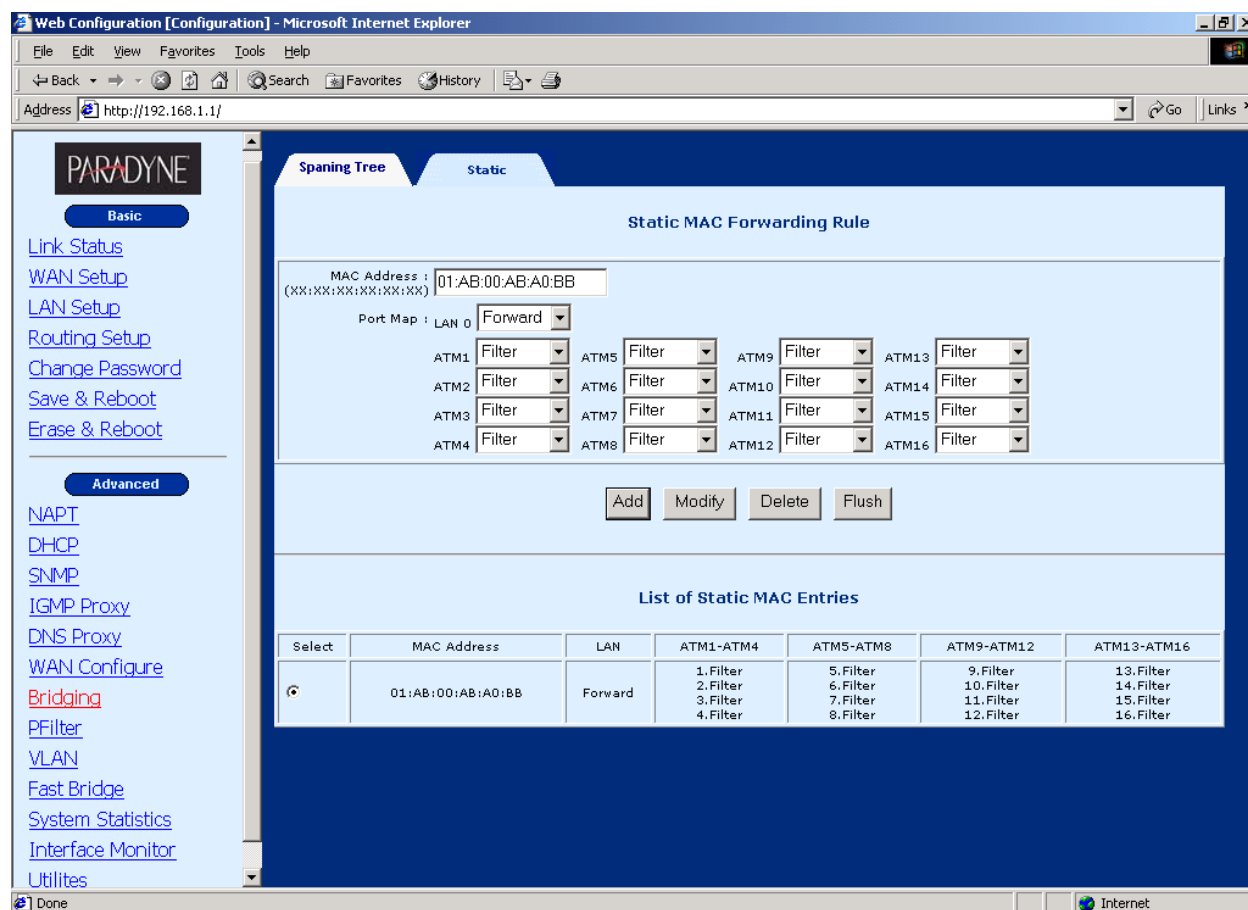 Web Configuration [Configuration] - Microsoft Internet Explorer
File Edit View Favorites Tools Help
Back Search Favorites History
Address http://192.168.1.1/ Go Links
PARADYNE
Basic
Link Status
WAN Setup
LAN Setup
Routing Setup
Change Password
Save & Reboot
Erase & Reboot
Advanced
NAPT
DHCP
SNMP
IGMP Proxy
DNS Proxy
WAN Configure
Bridging
PFilter
VLAN
Fast Bridge
System Statistics
Interface Monitor
Utilites
Spaning Tree Static
Static MAC Forwarding Rule
MAC Address : 01:AB:00:AB:A0:BB
(XX:XX:XX:XX:XX:XX)
Port Map : LAN 0 Forward
ATM1 Filter ATM5 Filter ATM9 Filter ATM13 Filter
ATM2 Filter ATM6 Filter ATM10 Filter ATM14 Filter
ATM3 Filter ATM7 Filter ATM11 Filter ATM15 Filter
ATM4 Filter ATM8 Filter ATM12 Filter ATM16 Filter
Add Modify Delete Flush
List of Static MAC Entries
Select MAC Address LAN ATM1-ATM4 ATM5-ATM8 ATM9-ATM12 ATM13-ATM16
01:AB:00:AB:A0:BB Forward
1.Filter 5.Filter 9.Filter 13.Filter
2.Filter 6.Filter 10.Filter 14.Filter
3.Filter 7.Filter 11.Filter 15.Filter
4.Filter 8.Filter 12.Filter 16.Filter
Done Internet